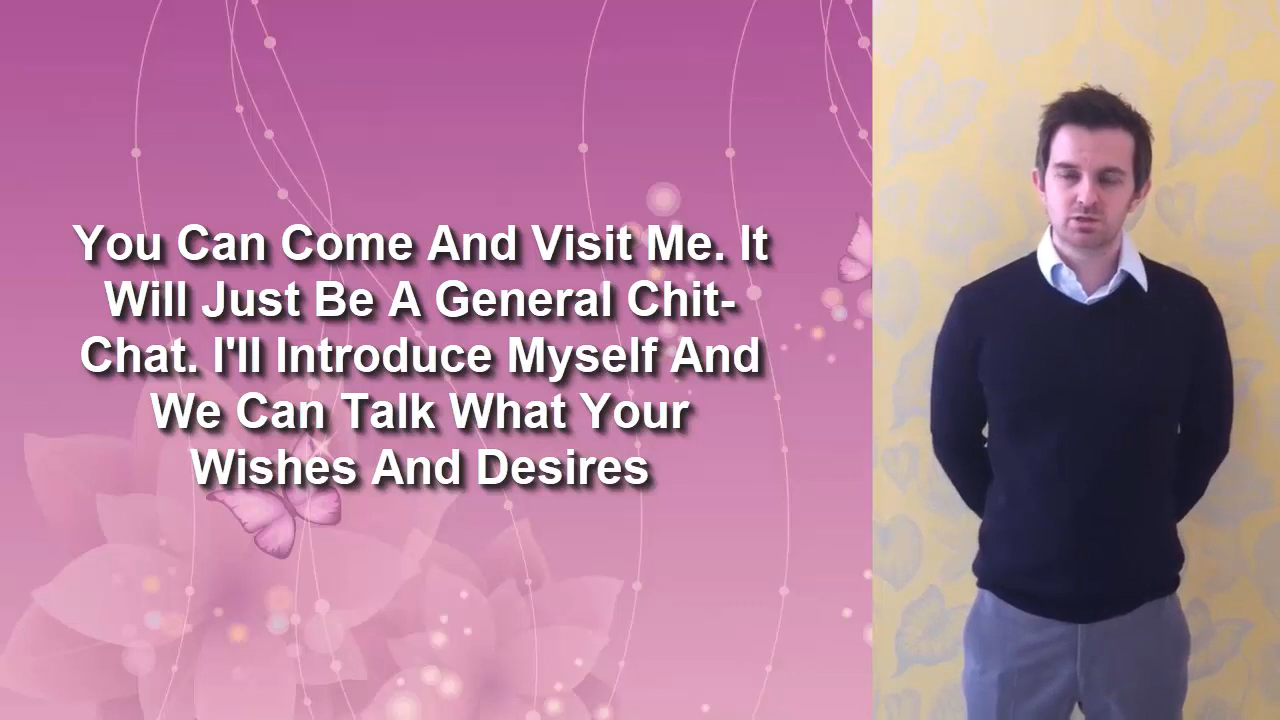 You Can Come And Visit Me. It
Will Just Be A General Chit-
Chat. I'll Introduce Myself And
We Can Talk What Your
Wishes And Desires